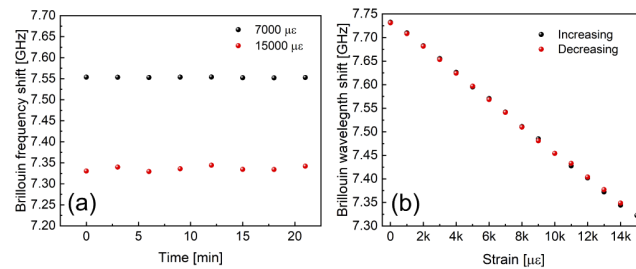 7000 με
15000 με
Brillouin frequency shift [GHz]
7.75
7.70
7.65
7.60
7.55
7.50
7.45
7.40
7.35
7.30
7.25
7.20
0
5
10
15
20
Time [min]
(a)
Increasing
Decreasing
Brillouin wavelegnth shift [GHz]
7.75
7.70
7.65
7.60
7.55
7.50
7.45
7.40
7.35
7.30
0
2k
4k
6k
8k
10k
12k
14k
Strain [με]
(b)